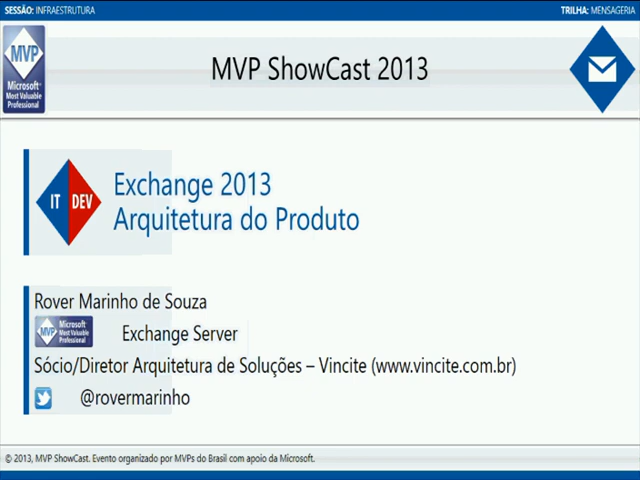 SESSÃO: INFRAESTRUTURA
TRILHA: MENSAGERIA
MVP
Microsoft
Most Valuable
Professional
MVP ShowCast 2013
IT DEV
Exchange 2013
Arquitetura do Produto
Rover Marinho de Souza
MVP Microsoft
Most Valuable
Professional
Exchange Server
Sócio/Diretor Arquitetura de Soluções – Vincite (www.vincite.com.br)
@rovermarinho
© 2013, MVP ShowCast. Evento organizado por MVPs do Brasil com apoio da Microsoft.